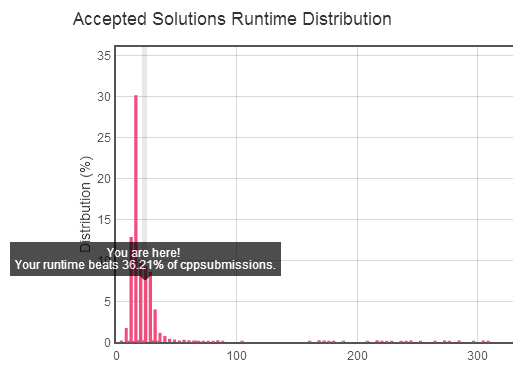 Accepted Solutions Runtime Distribution
35
30
25
20
15
10
5
0
Distribution (%)
You are here!
Your runtime beats 36.21% of cppsubmissions.
0 100 200 300